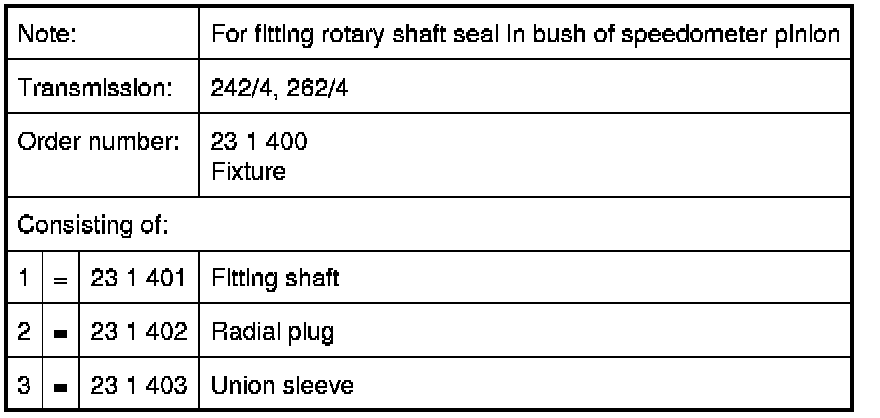 Note: For fitting rotary shaft seal in bush of speedometer pinion
Transmission: 242/4, 262/4
Order number: 23 1 400
Fixture
Consisting of:
1 = 23 1 401 Fitting shaft
2 = 23 1 402 Radial plug
3 = 23 1 403 Union sleeve